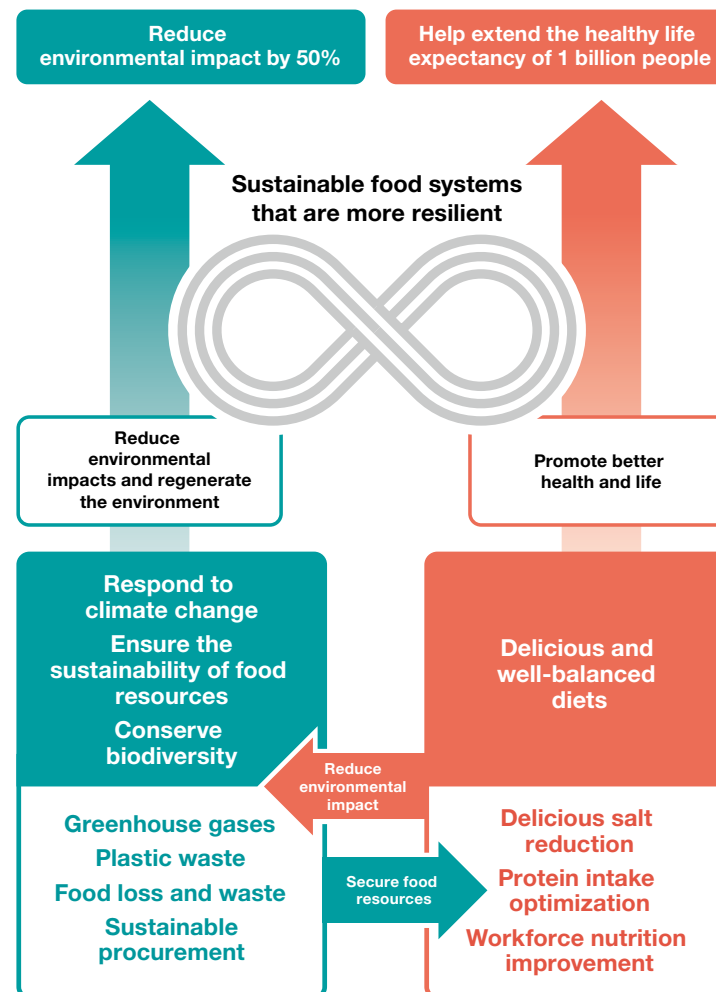 Reduce
environmental impact by 50%
Help extend the healthy life
expectancy of 1 billion people
Sustainable food systems
that are more resilient
Reduce
environmental
impacts and regenerate
the environment
Promote better
health and life
Respond to
climate change
Ensure the
sustainability of food
resources
Conserve
biodiversity
Delicious and
well-balanced
diets
Reduce
environmental
impact
Greenhouse gases
Plastic waste
Food loss and waste
Sustainable
procurement
Secure food
resources
Delicious salt
reduction
Protein intake
optimization
Workforce nutrition
improvement